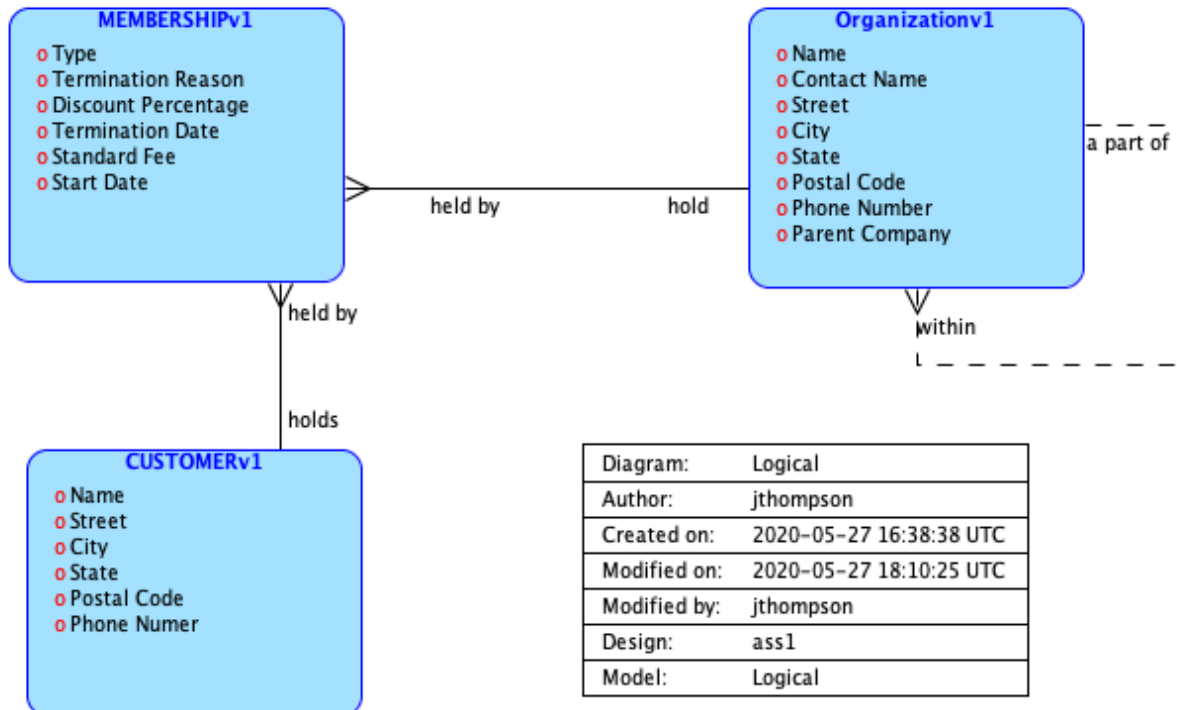 MEMBERSHIPv1
o Type
o Termination Reason
o Discount Percentage
o Termination Date
o Standard Fee
o Start Date
Organizationv1
o Name
o Contact Name
o Street
o City
o State
o Postal Code
o Phone Number
o Parent Company
a part of
held by
hold
within
held by
holds
CUSTOMERv1
o Name
o Street
o City
o State
o Postal Code
o Phone Numer
Diagram: Logical
Author: jthompson
Created on: 2020-05-27 16:38:38 UTC
Modified on: 2020-05-27 18:10:25 UTC
Modified by: jthompson
Design: ass1
Model: Logical